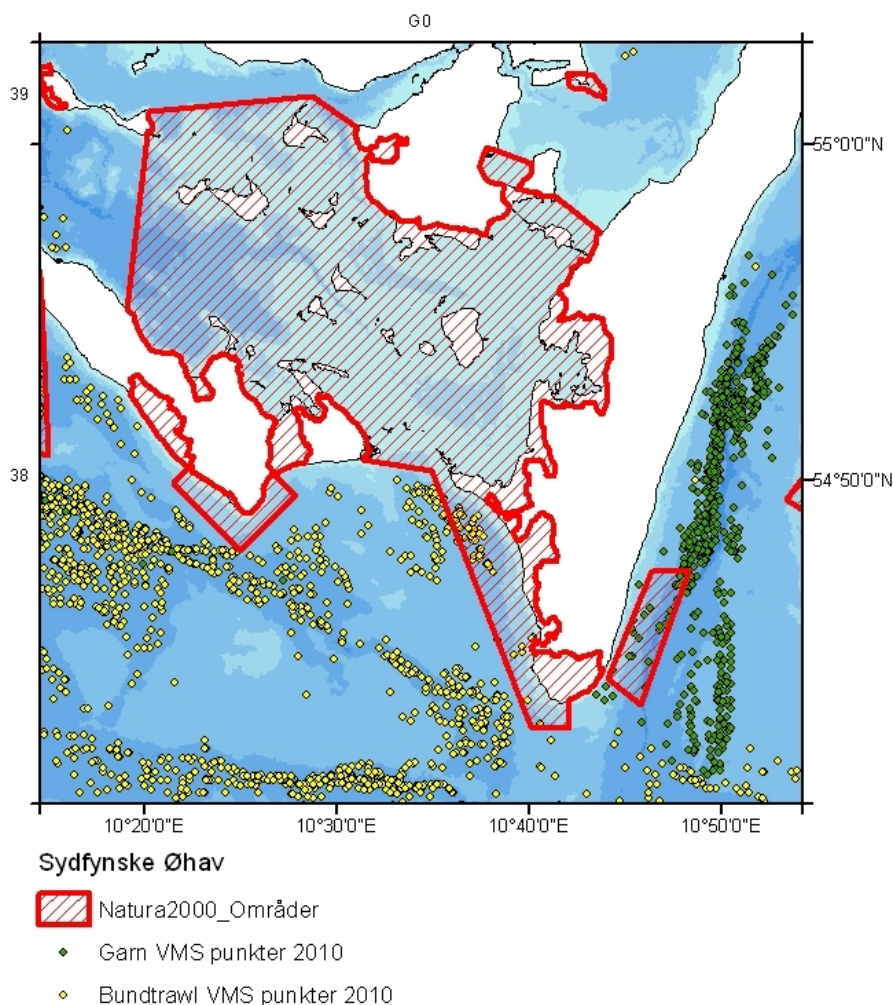 G0
39
55°0'0"N
38
54°50'0"N
10°20'0"E 10°30'0"E 10°40'0"E 10°50'0"E
Sydfynske Øhav
Natura2000_Områder
Garn VMS punkter 2010
Bundtrawl VMS punkter 2010